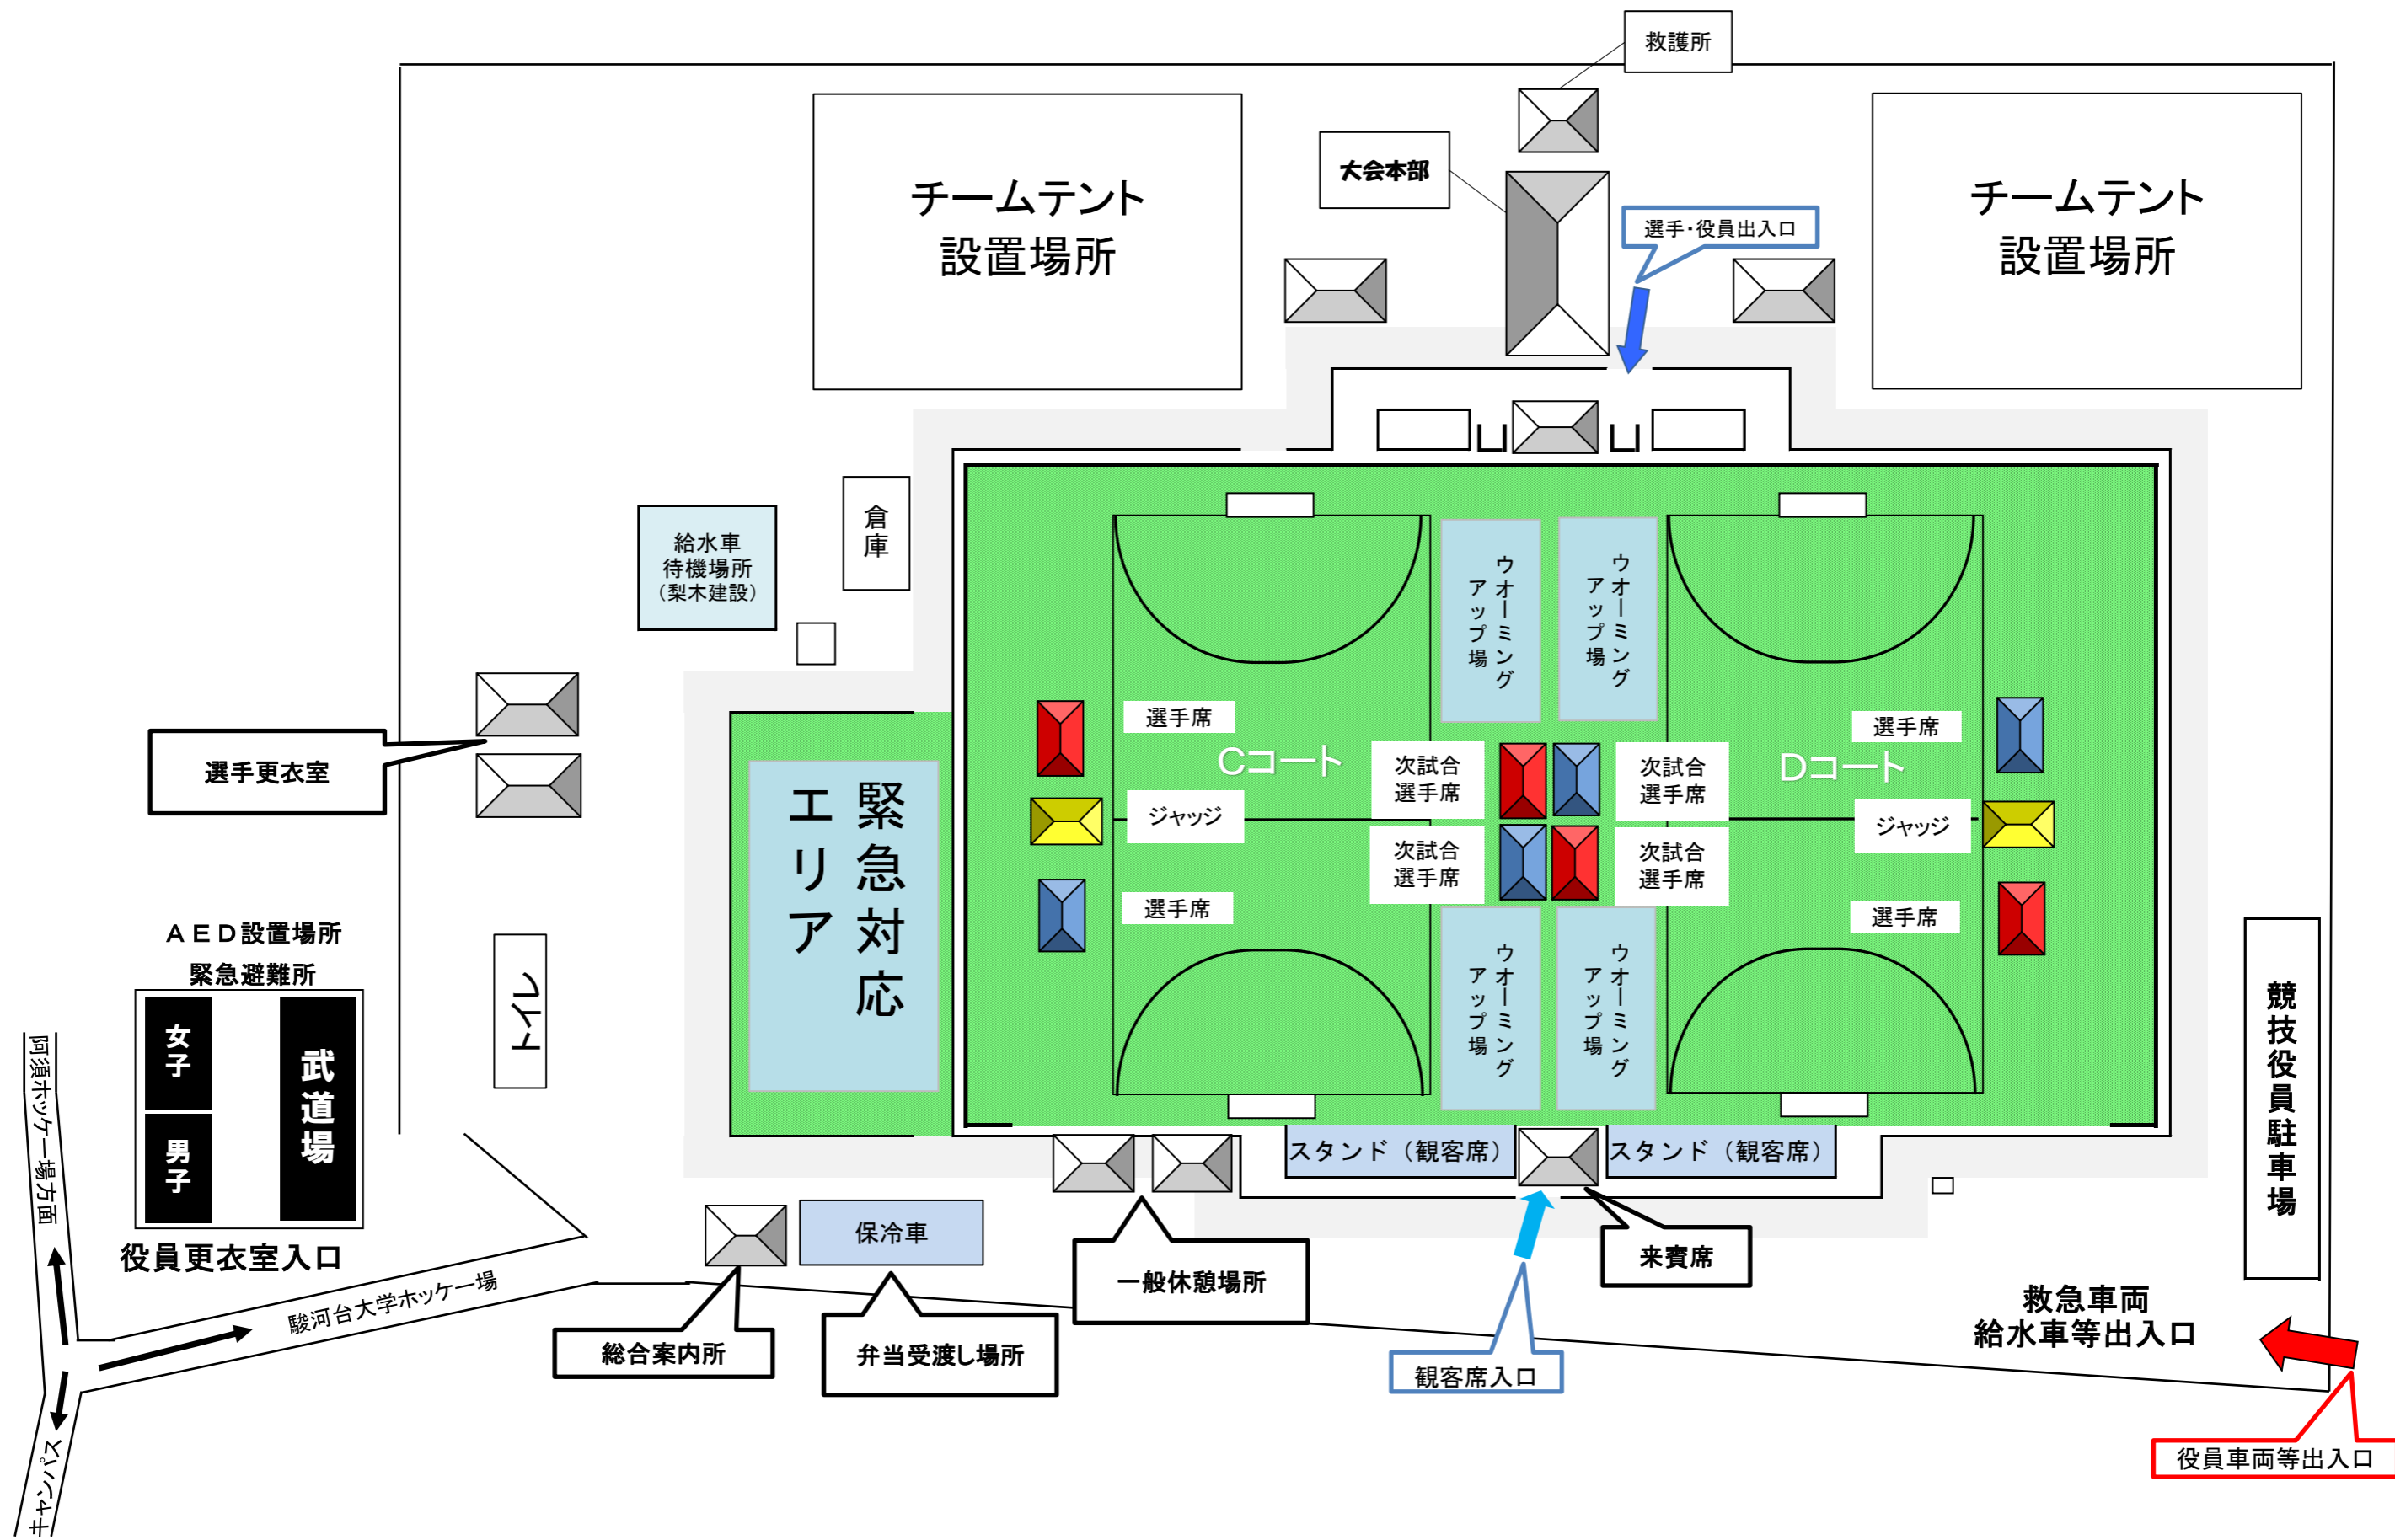 救護所
大会本部
チームテント
設置場所
チームテント
設置場所
選手・役員出入口
倉庫
給水車
待機場所
（梨木建設）
ウオーミング
アップ場
ウオーミング
アップ場
選手更衣室
選手席
選手席
Cコート
Dコート
次試合
選手席
次試合
選手席
ジャッジ
ジャッジ
次試合
選手席
次試合
選手席
選手席
選手席
緊急対応
エリア
ウオーミング
アップ場
ウオーミング
アップ場
ＡＥＤ設置場所
緊急避難所
女子
男子
武道場
役員更衣室入口
トイレ
競技役員駐車場
阿須ホッケー場方面
駿河台大学ホッケー場
キャンパス
スタンド（観客席）
スタンド（観客席）
保冷車
一般休憩場所
来賓席
総合案内所
弁当受渡し場所
観客席入口
救急車両
給水車等出入口
役員車両等出入口